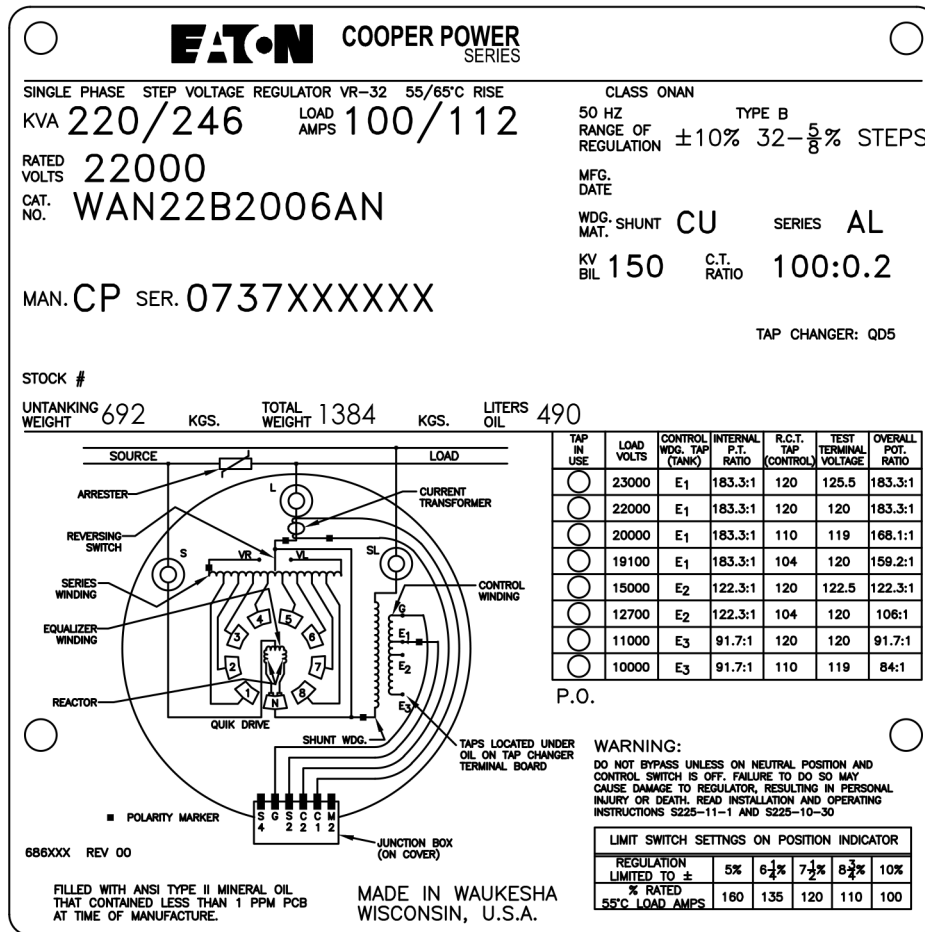 EATON COOPER POWER
SERIES
SINGLE PHASE STEP VOLTAGE REGULATOR VR-32 55/65°C RISE
KVA 220/246 LOAD AMPS 100/112
RATED VOLTS 22000
CAT. NO. WAN22B2006AN
MAN. CP SER. 0737XXXXXX
CLASS ONAN
50 HZ TYPE B
RANGE OF REGULATION ±10% 32-5/8% STEPS
MFG. DATE
WDG. MAT. SHUNT CU SERIES AL
KV BIL 150 C.T. RATIO 100:0.2
TAP CHANGER: QD5
STOCK #
UNTANKING WEIGHT 692 KGS. TOTAL WEIGHT 1384 KGS. LITERS OIL 490
SOURCE LOAD
ARRESTER
L
CURRENT TRANSFORMER
REVERSING SWITCH
S
VR VL
SL
SERIES WINDING
CONTROL WINDING
G
EQUALIZER WINDING
E1
E2
E3
1 2 3 4 5 6 7 8 N
REACTOR
QUIK DRIVE
SHUNT WDG.
TAPS LOCATED UNDER
OIL ON TAP CHANGER
TERMINAL BOARD
■ POLARITY MARKER
S4 G S2 C2 C1 M2
JUNCTION BOX
(ON COVER)
686XXX REV 00
FILLED WITH ANSI TYPE II MINERAL OIL
THAT CONTAINED LESS THAN 1 PPM PCB
AT TIME OF MANUFACTURE.
MADE IN WAUKESHA
WISCONSIN, U.S.A.
TAP IN USE LOAD VOLTS CONTROL WDG. TAP (TANK) INTERNAL P.T. RATIO R.C.T. TAP (CONTROL) TEST TERMINAL VOLTAGE OVERALL POT. RATIO
23000 E1 183.3:1 120 125.5 183.3:1
22000 E1 183.3:1 120 120 183.3:1
20000 E1 183.3:1 110 119 168.1:1
19100 E1 183.3:1 104 120 159.2:1
15000 E2 122.3:1 120 122.5 122.3:1
12700 E2 122.3:1 104 120 106:1
11000 E3 91.7:1 120 120 91.7:1
10000 E3 91.7:1 110 119 84:1
P.O.
WARNING:
DO NOT BYPASS UNLESS ON NEUTRAL POSITION AND
CONTROL SWITCH IS OFF. FAILURE TO DO SO MAY
CAUSE DAMAGE TO REGULATOR, RESULTING IN PERSONAL
INJURY OR DEATH. READ INSTALLATION AND OPERATING
INSTRUCTIONS S225-11-1 AND S225-10-30
LIMIT SWITCH SETTNGS ON POSITION INDICATOR
REGULATION LIMITED TO ± 5% 6 1/4% 7 1/2% 8 3/4% 10%
% RATED 55°C LOAD AMPS 160 135 120 110 100